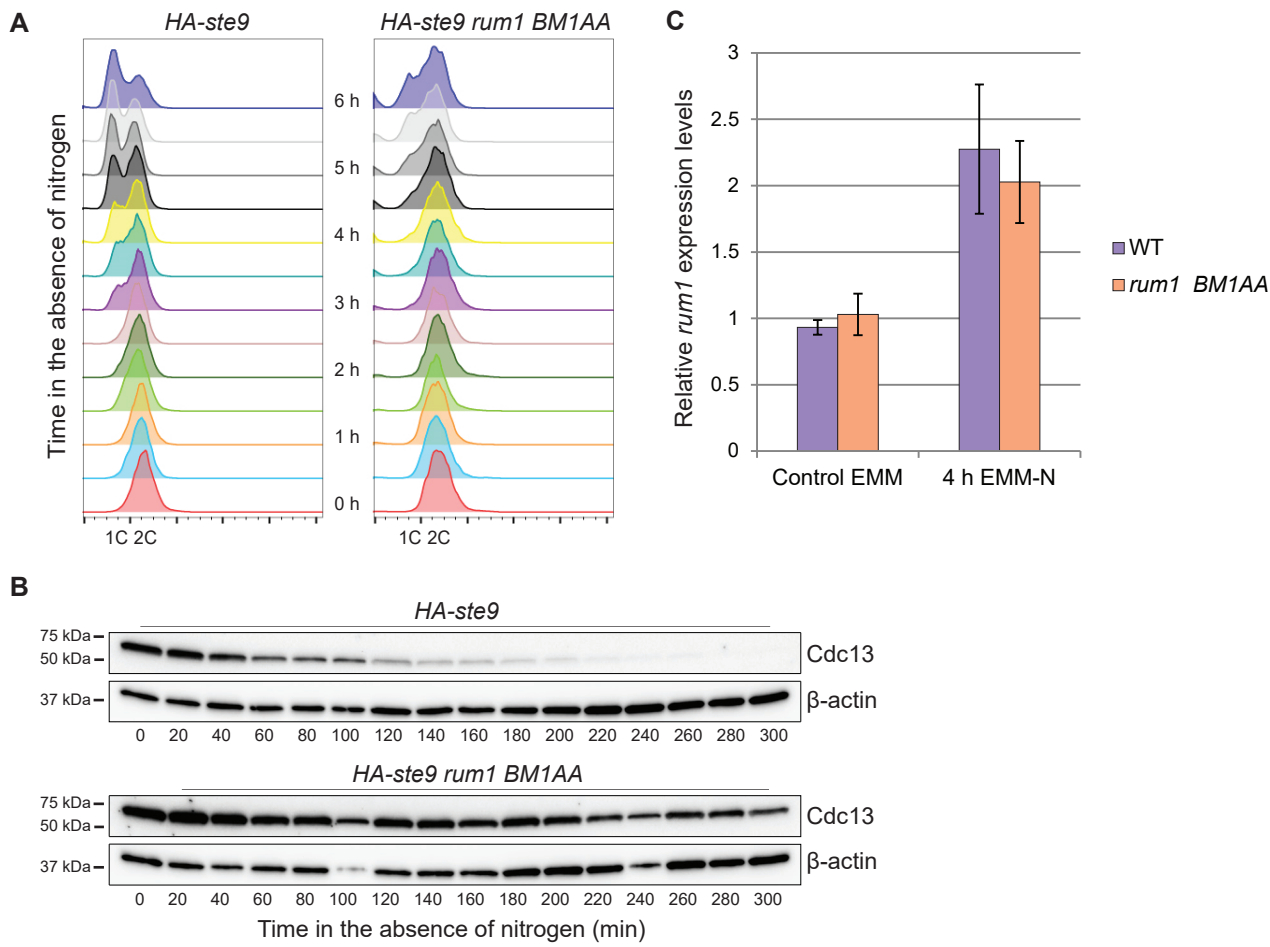 A
HA-ste9
HA-ste9 rum1 BM1AA
Time in the absence of nitrogen
6 h
5 h
4 h
3 h
2 h
1 h
0 h
1C 2C
1C 2C
C
3
2.5
2
1.5
1
0.5
0
Relative rum1 expression levels
Control EMM
4 h EMM-N
WT
rum1 BM1AA
B
HA-ste9
75 kDa
50 kDa
Cdc13
37 kDa
β-actin
0 20 40 60 80 100 120 140 160 180 200 220 240 260 280 300
HA-ste9 rum1 BM1AA
75 kDa
50 kDa
Cdc13
37 kDa
β-actin
0 20 40 60 80 100 120 140 160 180 200 220 240 260 280 300
Time in the absence of nitrogen (min)